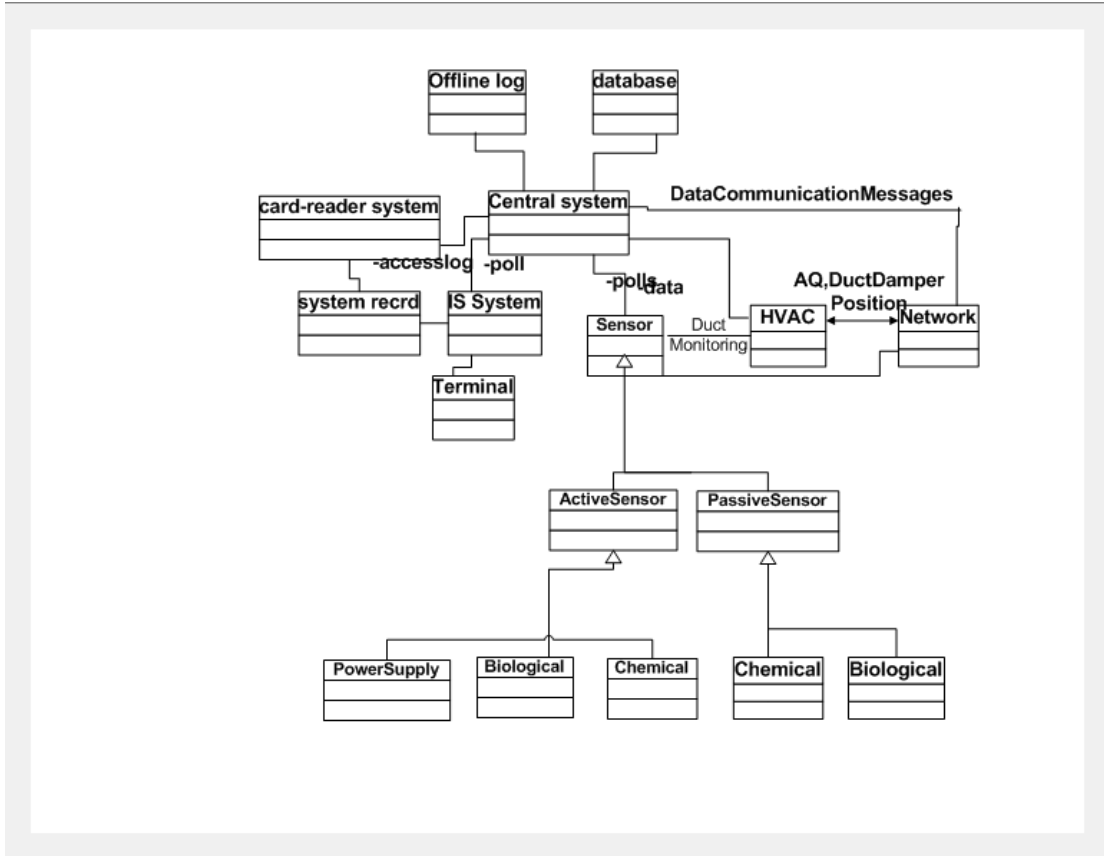 Offline log
database
card-reader system
Central system
DataCommunicationMessages
-accesslog
-poll
-polls
-data
AQ,DuctDamper
Position
system recrd
IS System
Sensor
Duct
Monitoring
HVAC
Network
Terminal
ActiveSensor
PassiveSensor
PowerSupply
Biological
Chemical
Chemical
Biological